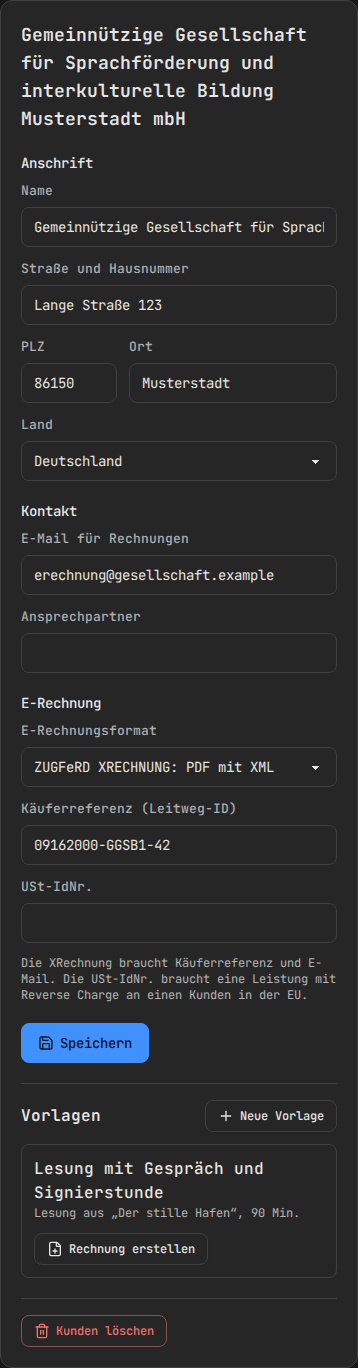 Gemeinnützige Gesellschaft
für Sprachförderung und
interkulturelle Bildung
Musterstadt mbH
Anschrift
Name
Gemeinnützige Gesellschaft für Sprac
Straße und Hausnummer
Lange Straße 123
PLZ
Ort
86150
Musterstadt
Land
Deutschland
Kontakt
E-Mail für Rechnungen
erechnung@gesellschaft.example
Ansprechpartner
E-Rechnung
E-Rechnungsformat
ZUGFeRD XRECHNUNG: PDF mit XML
Käuferreferenz (Leitweg-ID)
09162000-GGSB1-42
USt-IdNr.
Die XRechnung braucht Käuferreferenz und E-
Mail. Die USt-IdNr. braucht eine Leistung mit
Reverse Charge an einen Kunden in der EU.
Speichern
Vorlagen
Neue Vorlage
Lesung mit Gespräch und
Signierstunde
Lesung aus „Der stille Hafen“, 90 Min.
Rechnung erstellen
Kunden löschen